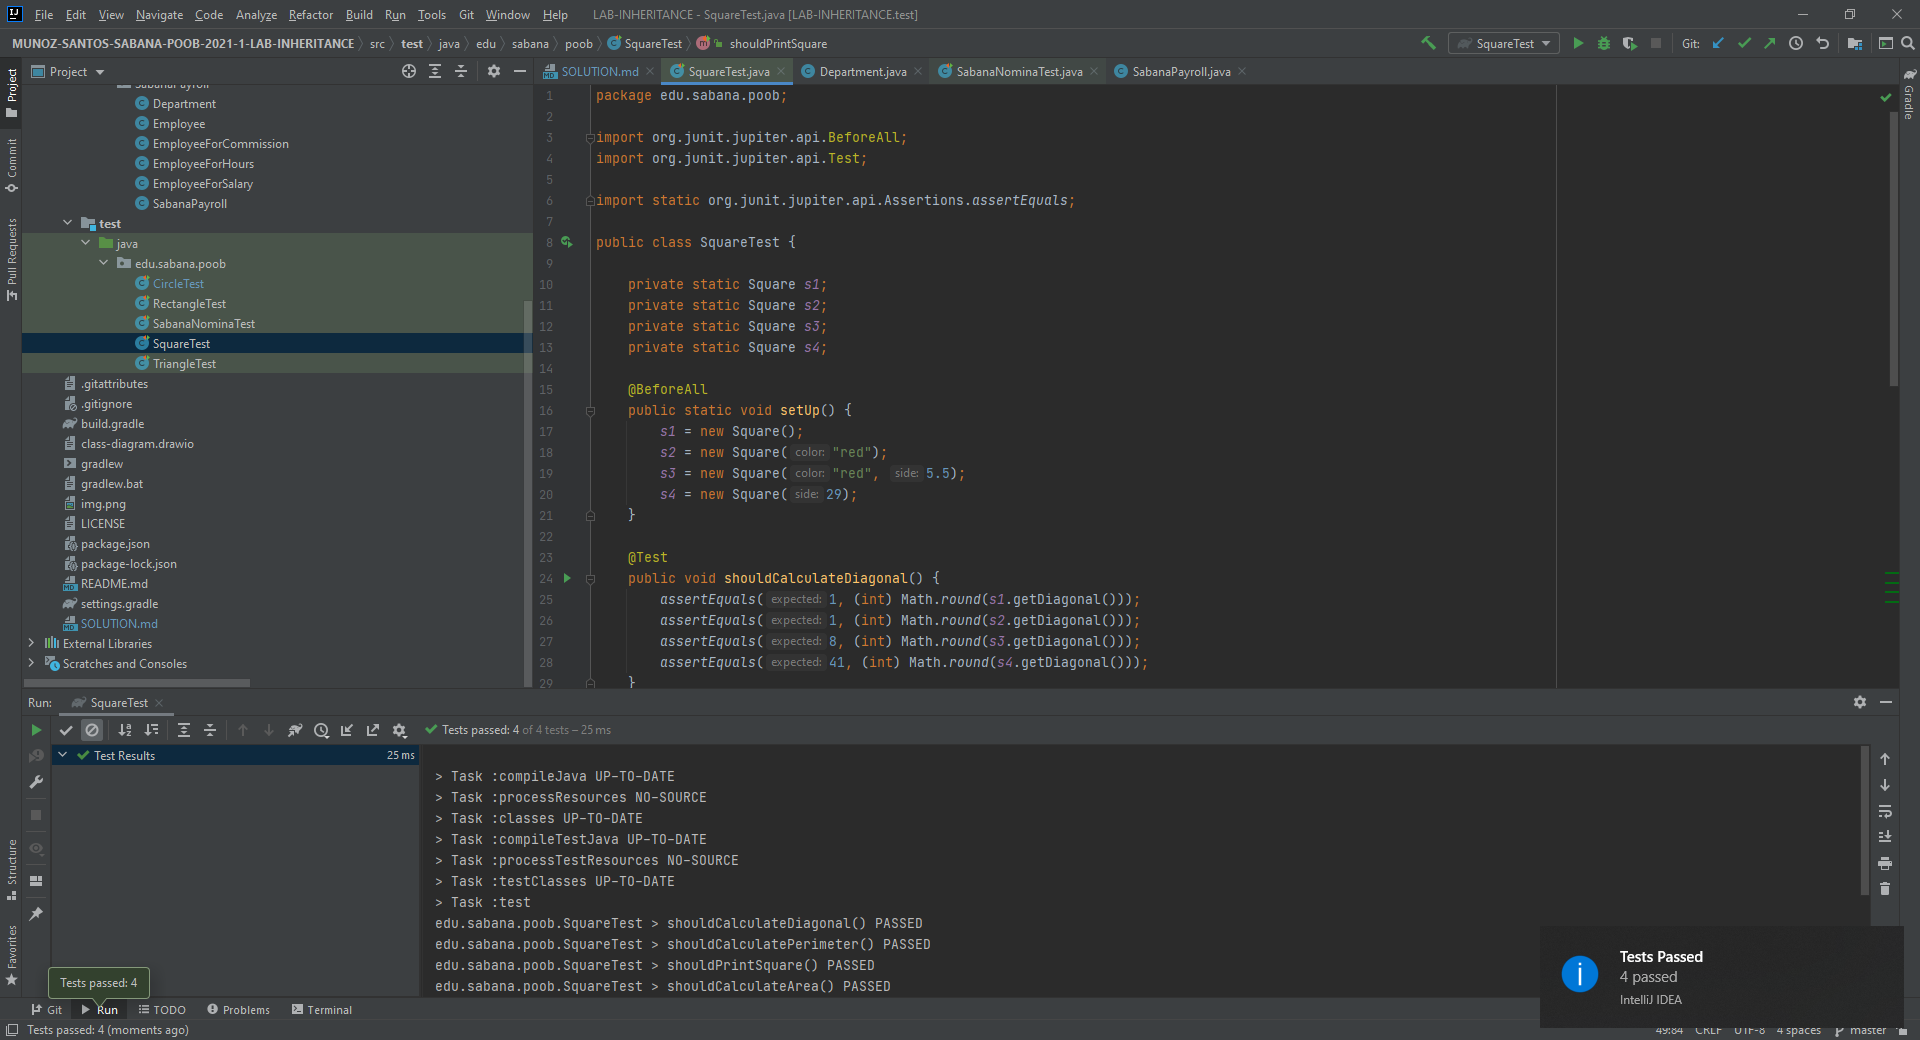 File Edit View Navigate Code Analyze Refactor Build Run Tools Git Window Help LAB-INHERITANCE - SquareTest.java [LAB-INHERITANCE.test]
MUNOZ-SANTOS-SABANA-POOB-2021-1-LAB-INHERITANCE src test java edu sabana poob SquareTest shouldPrintSquare SquareTest Git:
Project
SOLUTION.md SquareTest.java Department.java SabanaNominaTest.java SabanaPayroll.java
Project
Commit
Pull Requests
Structure
Favorites
Gradle
SabanaPayroll
Department
Employee
EmployeeForCommission
EmployeeForHours
EmployeeForSalary
SabanaPayroll
test
java
edu.sabana.poob
CircleTest
RectangleTest
SabanaNominaTest
SquareTest
TriangleTest
.gitattributes
.gitignore
build.gradle
class-diagram.drawio
gradlew
gradlew.bat
img.png
LICENSE
package.json
package-lock.json
README.md
settings.gradle
SOLUTION.md
External Libraries
Scratches and Consoles
1 package edu.sabana.poob;
2
3 import org.junit.jupiter.api.BeforeAll;
4 import org.junit.jupiter.api.Test;
5
6 import static org.junit.jupiter.api.Assertions.assertEquals;
7
8 public class SquareTest {
9
10 private static Square s1;
11 private static Square s2;
12 private static Square s3;
13 private static Square s4;
14
15 @BeforeAll
16 public static void setUp() {
17 s1 = new Square();
18 s2 = new Square( color: "red");
19 s3 = new Square( color: "red", side: 5.5);
20 s4 = new Square( side: 29);
21 }
22
23 @Test
24 public void shouldCalculateDiagonal() {
25 assertEquals( expected: 1, (int) Math.round(s1.getDiagonal()));
26 assertEquals( expected: 1, (int) Math.round(s2.getDiagonal()));
27 assertEquals( expected: 8, (int) Math.round(s3.getDiagonal()));
28 assertEquals( expected: 41, (int) Math.round(s4.getDiagonal()));
29 }
Run: SquareTest
Tests passed: 4 of 4 tests – 25 ms
Test Results 25 ms
> Task :compileJava UP-TO-DATE
> Task :processResources NO-SOURCE
> Task :classes UP-TO-DATE
> Task :compileTestJava UP-TO-DATE
> Task :processTestResources NO-SOURCE
> Task :testClasses UP-TO-DATE
> Task :test
edu.sabana.poob.SquareTest > shouldCalculateDiagonal() PASSED
edu.sabana.poob.SquareTest > shouldCalculatePerimeter() PASSED
edu.sabana.poob.SquareTest > shouldPrintSquare() PASSED
edu.sabana.poob.SquareTest > shouldCalculateArea() PASSED
Tests passed: 4
Tests Passed
4 passed
IntelliJ IDEA
Git Run TODO Problems Terminal
Tests passed: 4 (moments ago) 49:84 CRLF UTF-8 4 spaces master